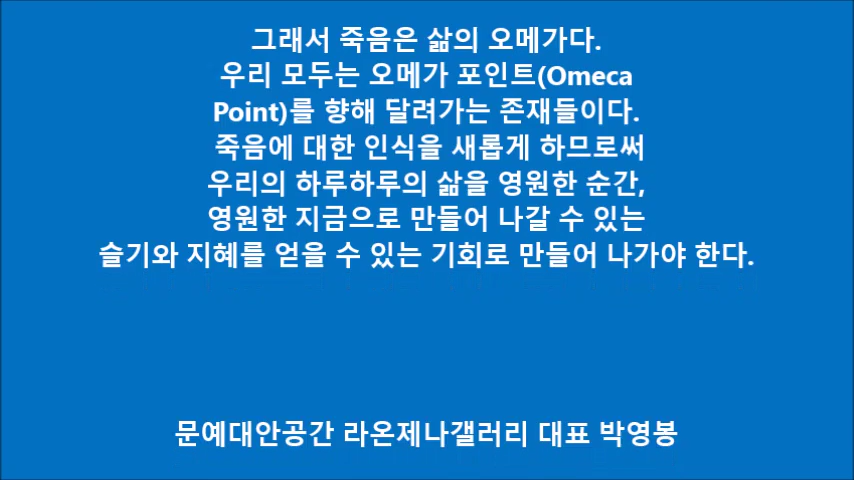 그래서 죽음은 삶의 오메가다.
우리 모두는 오메가 포인트(Omeca
Point)를 향해 달려가는 존재들이다.
죽음에 대한 인식을 새롭게 하므로써
우리의 하루하루의 삶을 영원한 순간,
영원한 지금으로 만들어 나갈 수 있는
슬기와 지혜를 얻을 수 있는 기회로 만들어 나가야 한다.
문예대안공간 라온제나갤러리 대표 박영봉